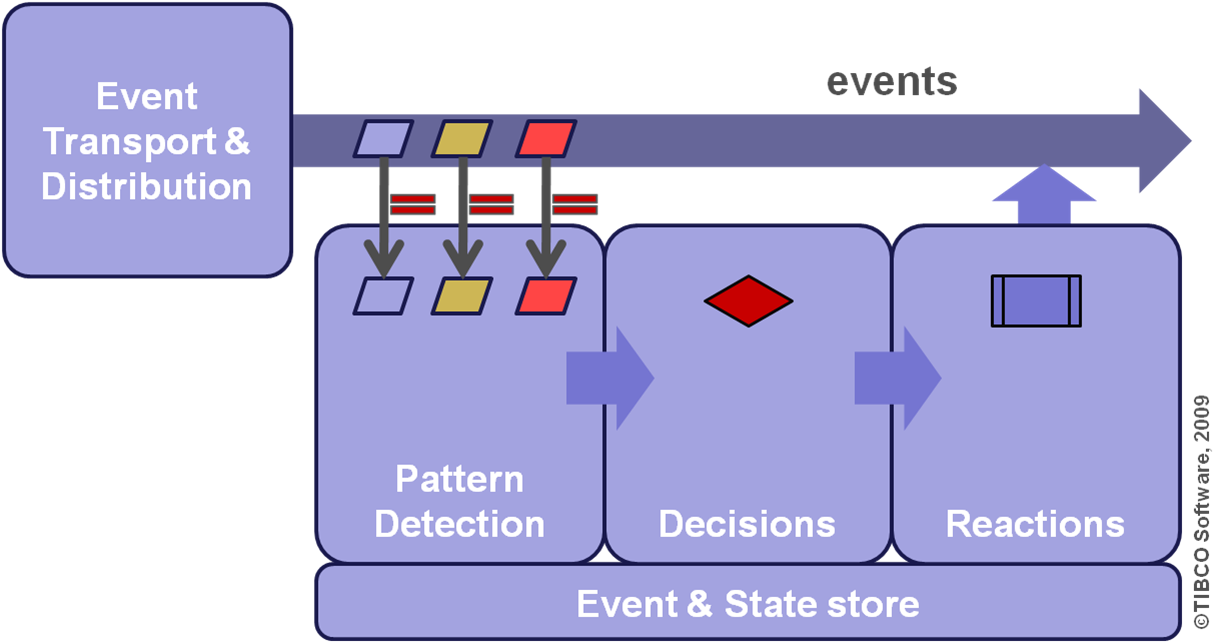 Event
Transport &
Distribution
events
Pattern
Detection
Decisions
Reactions
Event & State store
©TIBCO Software, 2009